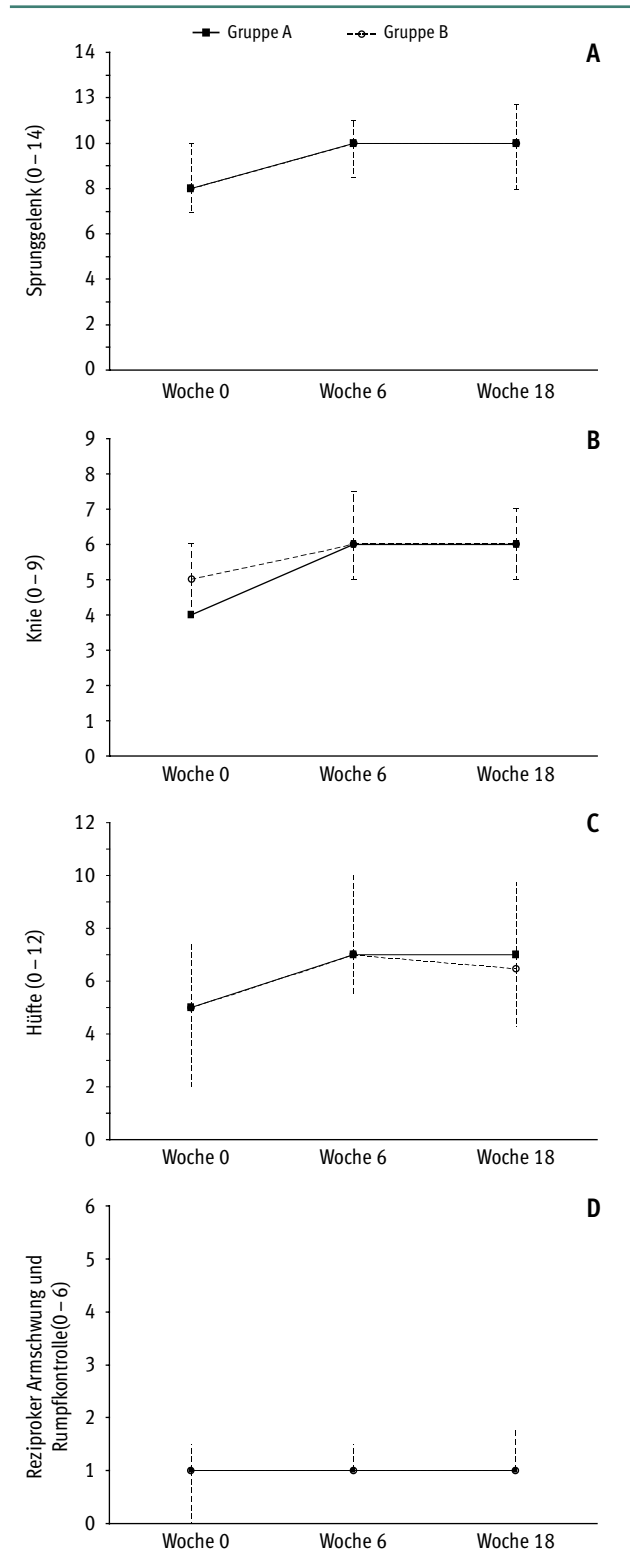 Gruppe A Gruppe B
A
14
13
10
8
6
4
2
0
Sprunggelenk (0 – 14)
Woche 0 Woche 6 Woche 18
B
9
8
7
6
5
4
3
2
1
0
Knie (0 – 9)
Woche 0 Woche 6 Woche 18
C
12
10
8
6
4
2
0
Hüfte (0 – 12)
Woche 0 Woche 6 Woche 18
D
6
5
4
3
2
1
0
Reziproker Armschwung und
Rumpfkontrolle(0 – 6)
Woche 0 Woche 6 Woche 18